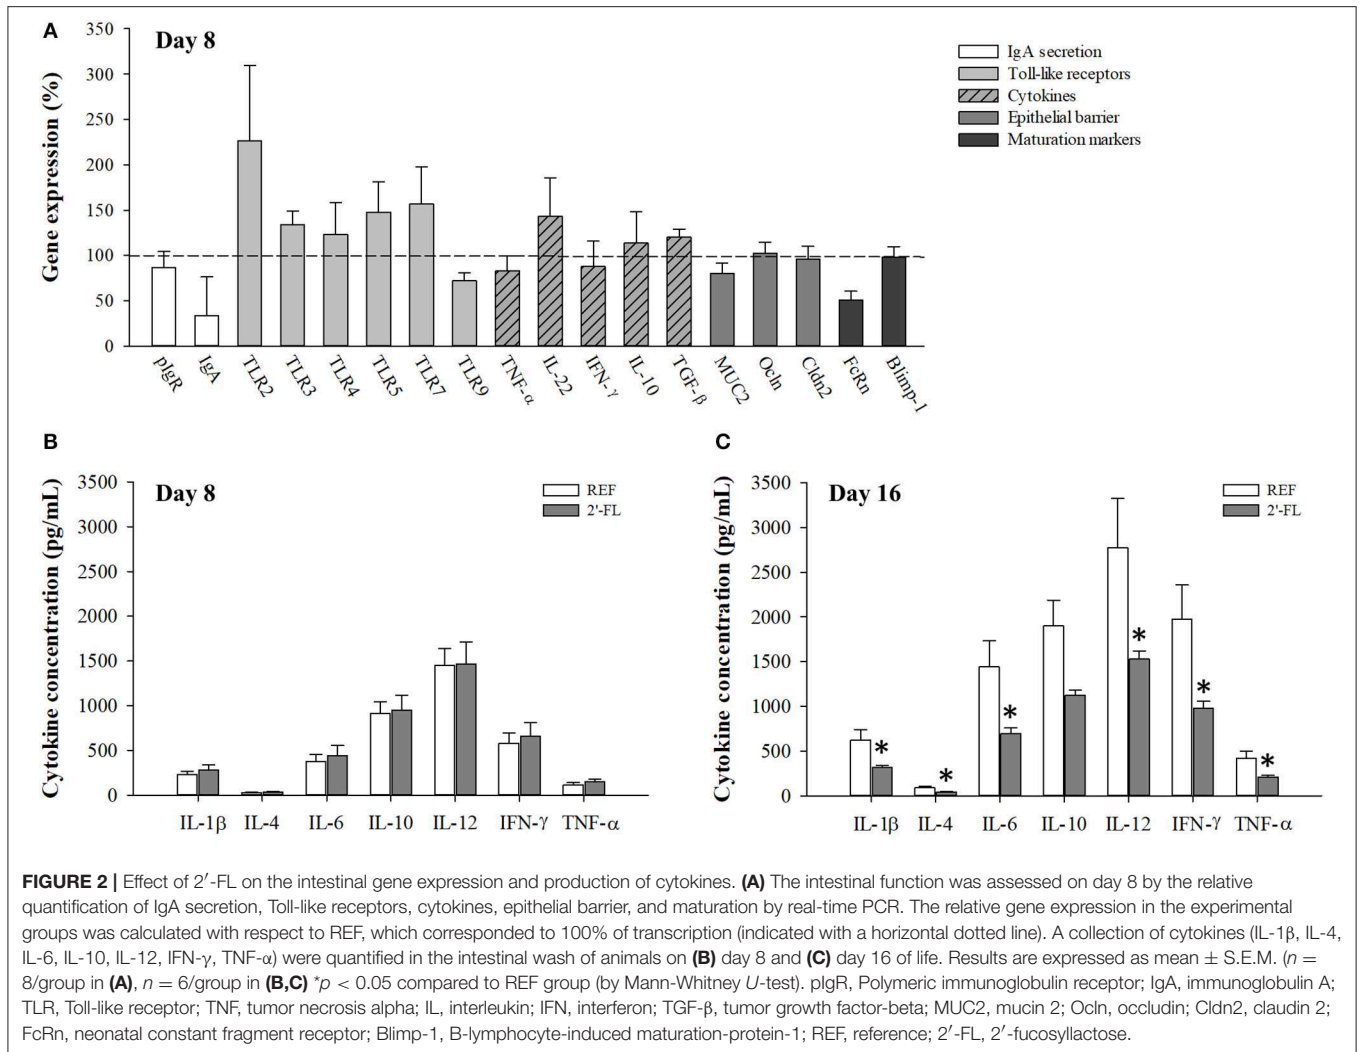 A
Day 8
Gene expression (%)
350
300
250
200
150
100
50
0
pIgR
IgA
TLR2
TLR3
TLR4
TLR5
TLR7
TLR9
TNF-α
IL-22
IFN-γ
IL-10
TGF-β
MUC2
Ocln
Cldn2
FcRn
Blimp-1
IgA secretion
Toll-like receptors
Cytokines
Epithelial barrier
Maturation markers
B
Day 8
Cytokine concentration (pg/mL)
3500
3000
2500
2000
1500
1000
500
0
REF
2'-FL
IL-1β IL-4 IL-6 IL-10 IL-12 IFN-γ TNF-α
C
Day 16
Cytokine concentration (pg/mL)
3500
3000
2500
2000
1500
1000
500
0
REF
2'-FL
* * * * * *
IL-1β IL-4 IL-6 IL-10 IL-12 IFN-γ TNF-α
FIGURE 2 | Effect of 2′-FL on the intestinal gene expression and production of cytokines. (A) The intestinal function was assessed on day 8 by the relative
quantification of IgA secretion, Toll-like receptors, cytokines, epithelial barrier, and maturation by real-time PCR. The relative gene expression in the experimental
groups was calculated with respect to REF, which corresponded to 100% of transcription (indicated with a horizontal dotted line). A collection of cytokines (IL-1β, IL-4,
IL-6, IL-10, IL-12, IFN-γ, TNF-α) were quantified in the intestinal wash of animals on (B) day 8 and (C) day 16 of life. Results are expressed as mean ± S.E.M. (n =
8/group in (A), n = 6/group in (B,C) *p < 0.05 compared to REF group (by Mann-Whitney U-test). pIgR, Polymeric immunoglobulin receptor; IgA, immunoglobulin A;
TLR, Toll-like receptor; TNF, tumor necrosis alpha; IL, interleukin; IFN, interferon; TGF-β, tumor growth factor-beta; MUC2, mucin 2; Ocln, occludin; Cldn2, claudin 2;
FcRn, neonatal constant fragment receptor; Blimp-1, B-lymphocyte-induced maturation-protein-1; REF, reference; 2′-FL, 2′-fucosyllactose.